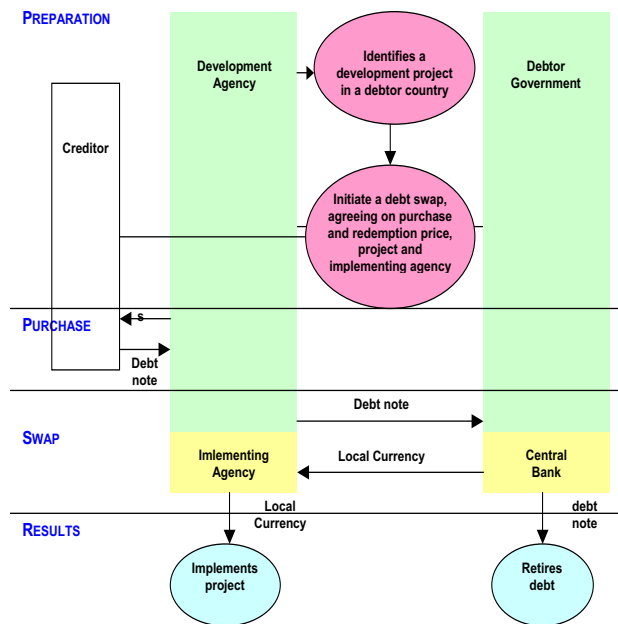 PREPARATION
Development
Agency
Identifies a
development project
in a debtor country
Debtor
Government
Creditor
Initiate a debt swap,
agreeing on purchase
and redemption price,
project and
implementing agency
PURCHASE
s
Debt
note
Debt note
SWAP
Imlementing
Agency
Local Currency
Central
Bank
Local
Currency
debt
note
RESULTS
Implements
project
Retires
debt